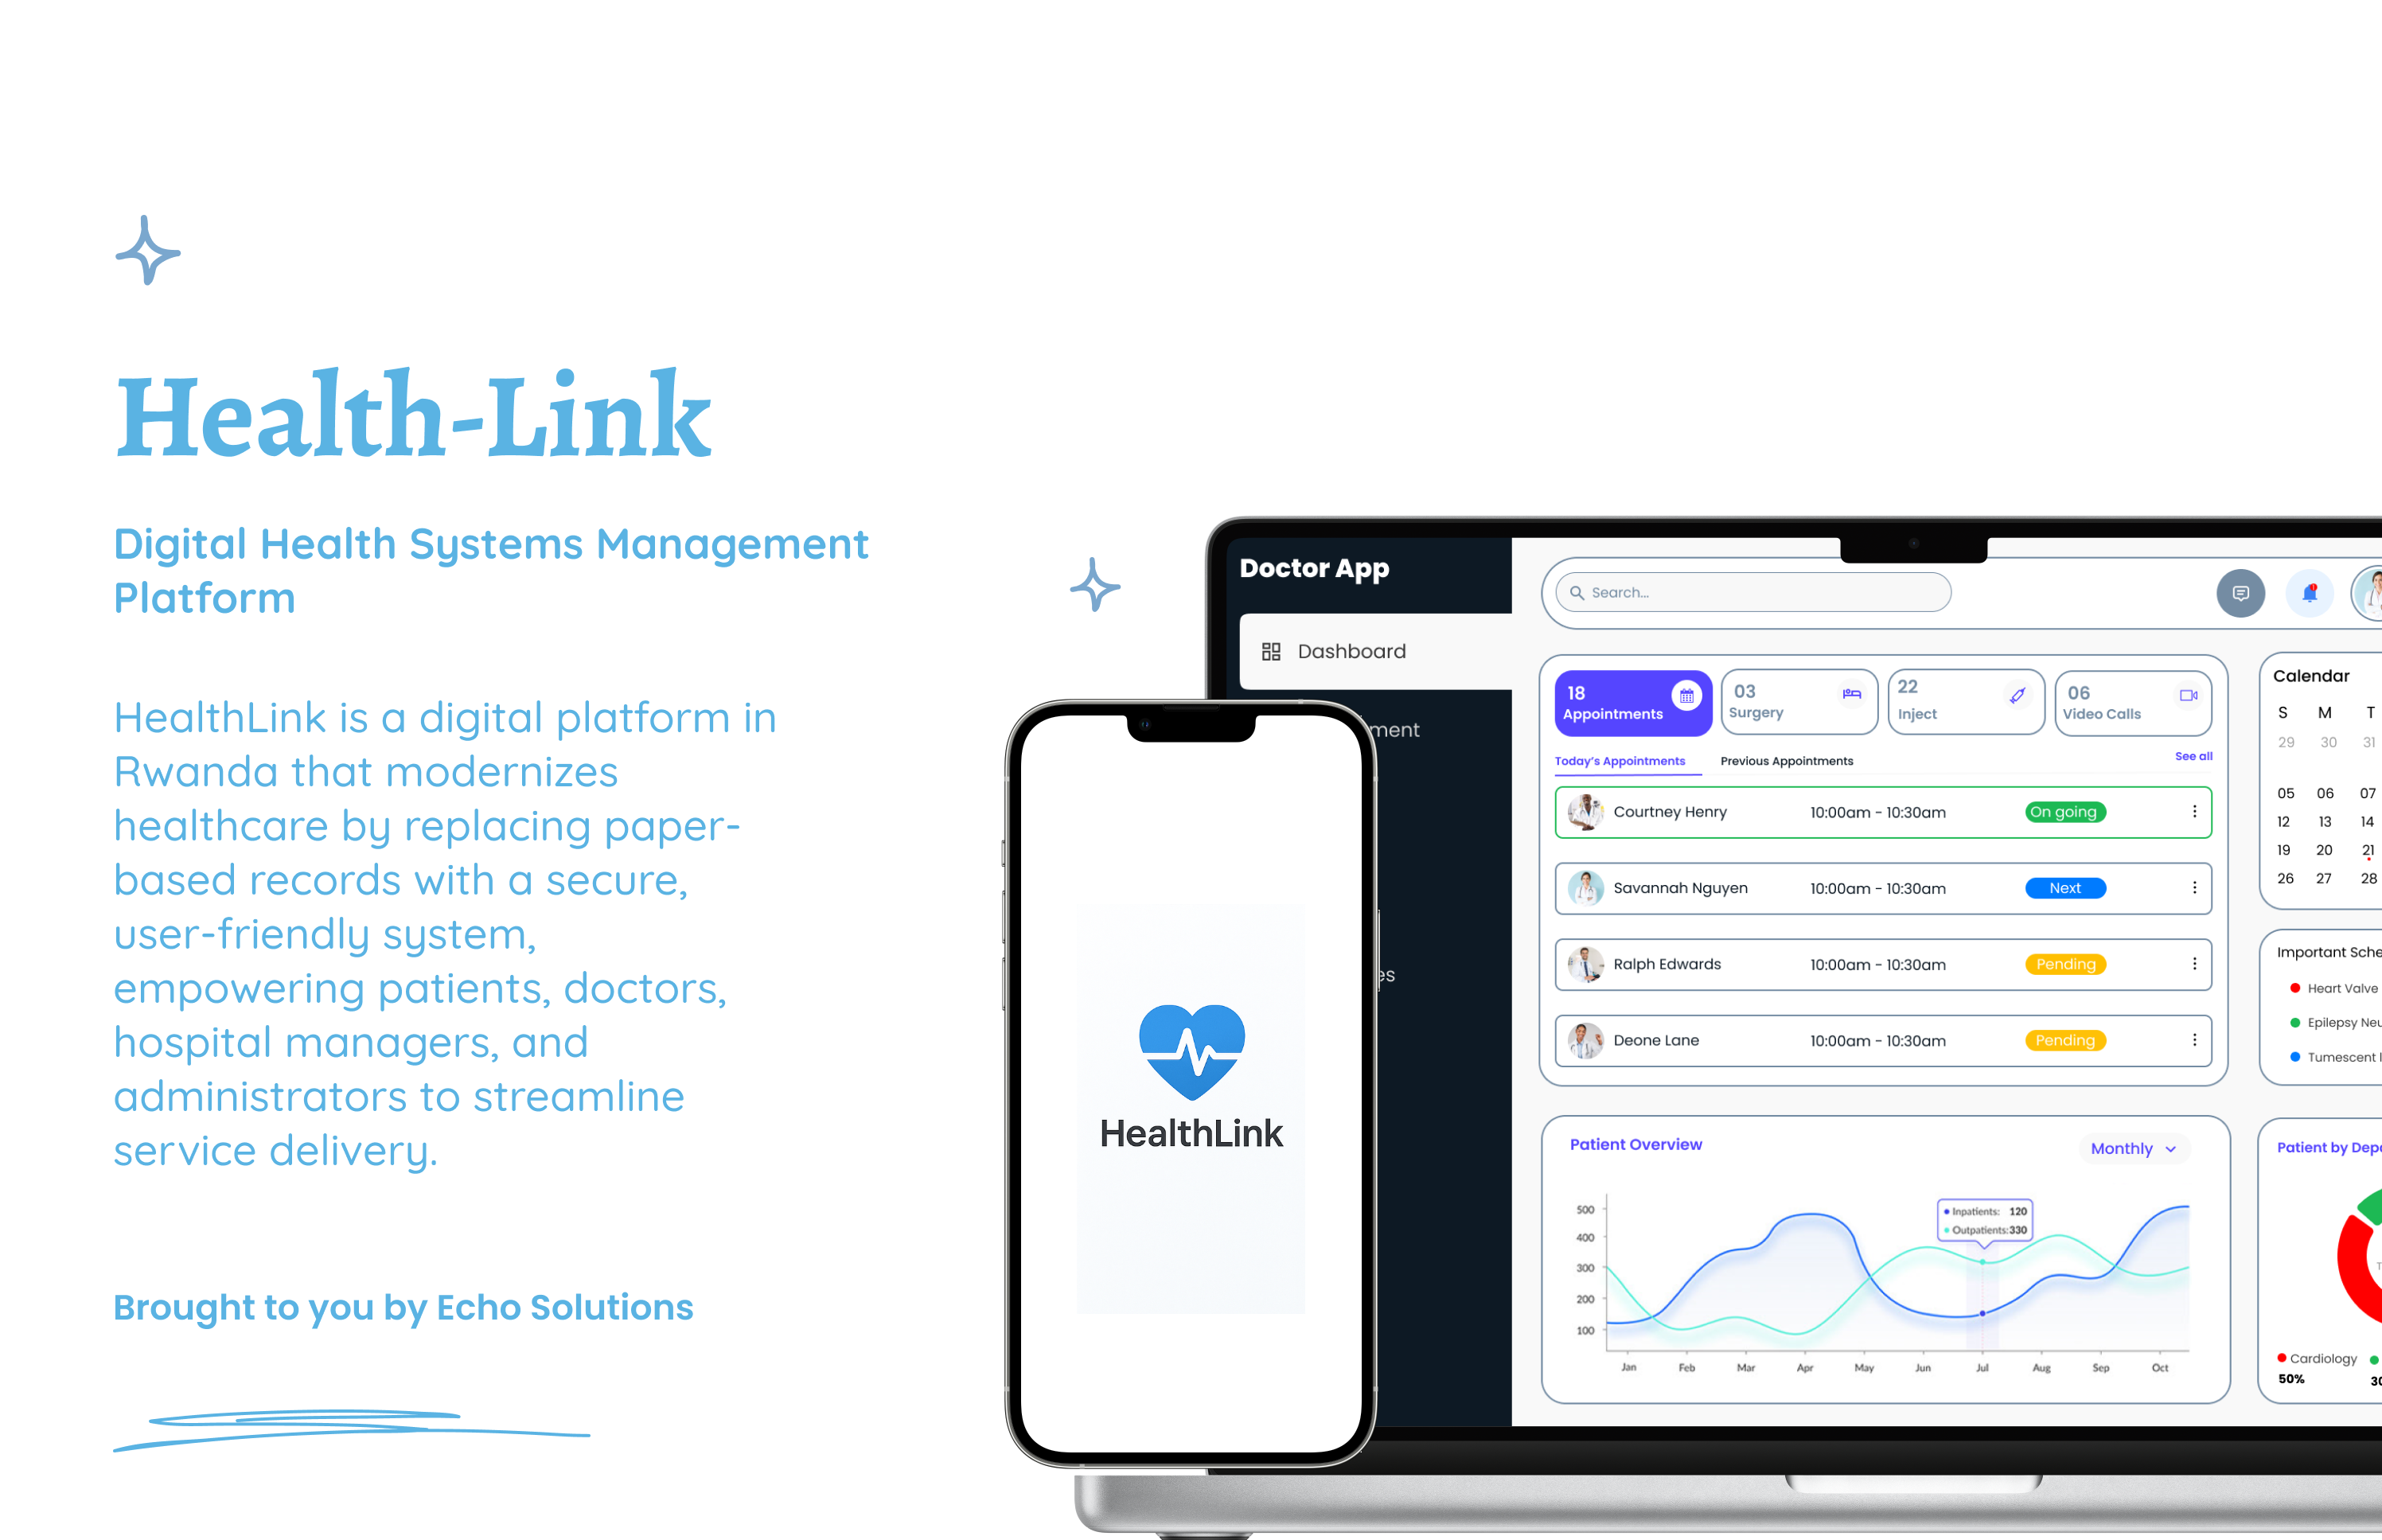 Health-Link
Digital Health Systems Management
Platform
HealthLink is a digital platform in
Rwanda that modernizes
healthcare by replacing paper-
based records with a secure,
user-friendly system,
empowering patients, doctors,
hospital managers, and
administrators to streamline
service delivery.
Brought to you by Echo Solutions
HealthLink
Doctor App
Dashboard
ment
es
Search...
18
Appointments
03
Surgery
22
Inject
06
Video Calls
Today's Appointments Previous Appointments See all
Courtney Henry 10:00am - 10:30am On going
Savannah Nguyen 10:00am - 10:30am Next
Ralph Edwards 10:00am - 10:30am Pending
Deone Lane 10:00am - 10:30am Pending
Patient Overview Monthly
Inpatients: 120
Outpatients: 330
500
400
300
200
100
Jan Feb Mar Apr May Jun Jul Aug Sep Oct
Calendar
S M T
29 30 31
05 06 07
12 13 14
19 20 21
26 27 28
Important Sche
Heart Valve
Epilepsy Neu
Tumescent
Patient by Dep
Cardiology
50% 30